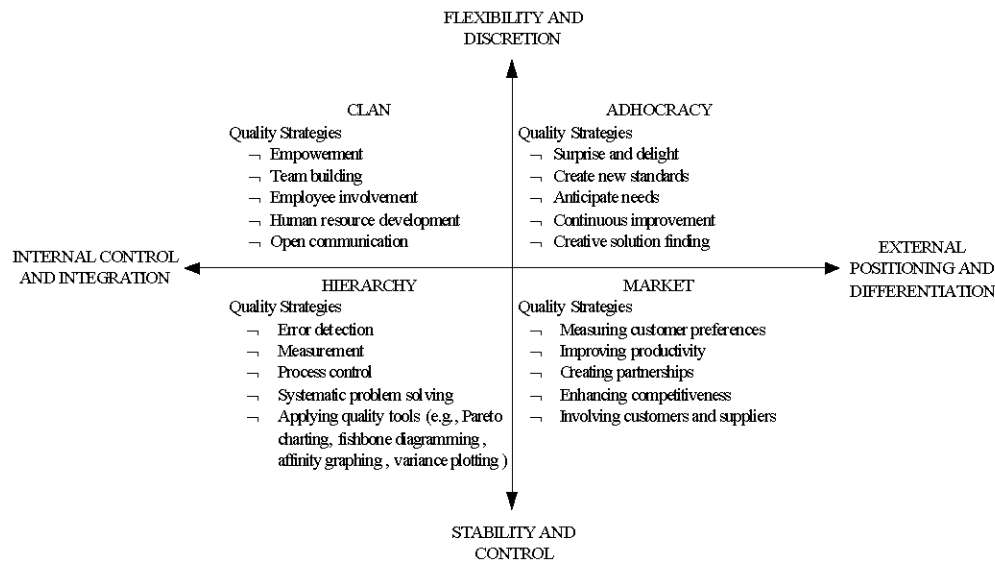 FLEXIBILITY AND
DISCRETION
CLAN
Quality Strategies
¬ Empowerment
¬ Team building
¬ Employee involvement
¬ Human resource development
¬ Open communication
ADHOCRACY
Quality Strategies
¬ Surprise and delight
¬ Create new standards
¬ Anticipate needs
¬ Continuous improvement
¬ Creative solution finding
INTERNAL CONTROL
AND INTEGRATION
EXTERNAL
POSITIONING AND
DIFFERENTIATION
HIERARCHY
Quality Strategies
¬ Error detection
¬ Measurement
¬ Process control
¬ Systematic problem solving
¬ Applying quality tools (e.g., Pareto
charting, fishbone diagramming ,
affinity graphing , variance plotting )
MARKET
Quality Strategies
¬ Measuring customer preferences
¬ Improving productivity
¬ Creating partnerships
¬ Enhancing competitiveness
¬ Involving customers and suppliers
STABILITY AND
CONTROL